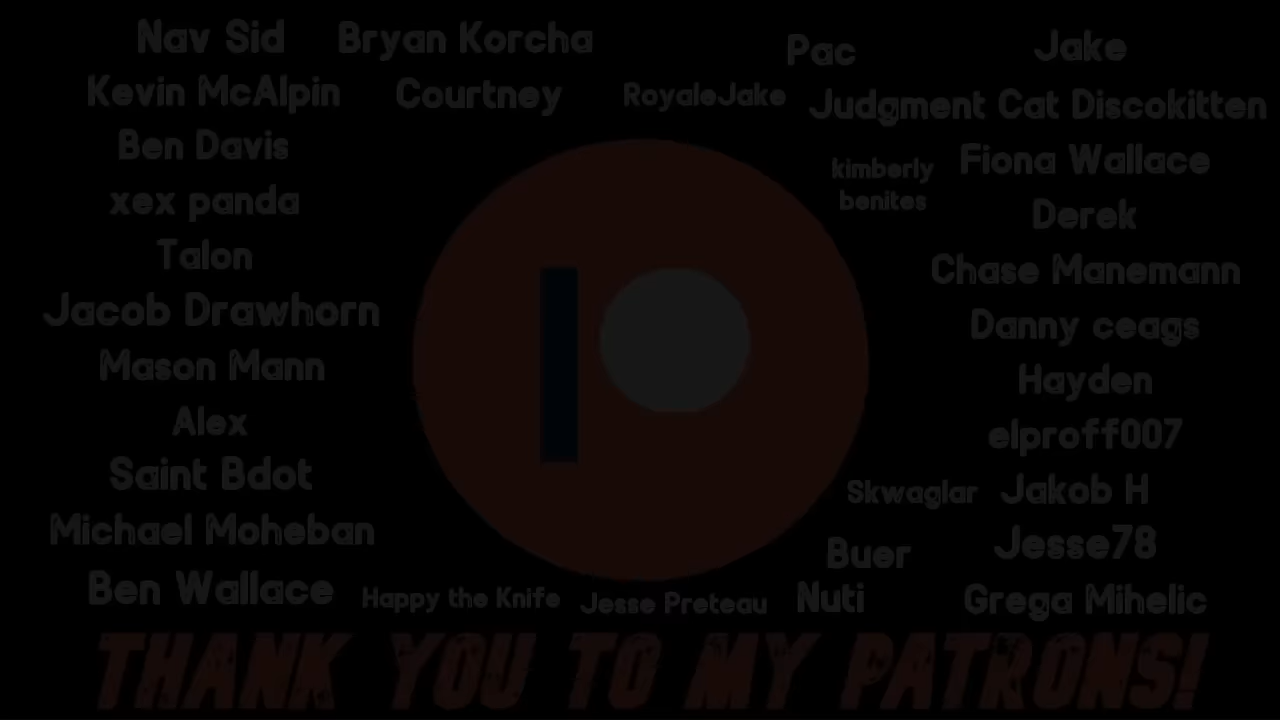 Nav Sid
Bryan Korcha
Pac
Jake
Kevin McAlpin
Courtney
RoyaleJake
Judgment Cat Discokitten
Ben Davis
kimberly
benites
Fiona Wallace
xex panda
Derek
Talon
Chase Manemann
Jacob Drawhorn
Danny ceags
Mason Mann
Hayden
Alex
elproff007
Saint Bdot
Skwaglar
Jakob H
Michael Moheban
Buer
Jesse78
Ben Wallace
Happy the Knife
Jesse Preteau
Nuti
Grega Mihelic
THANK YOU TO MY PATRONS!